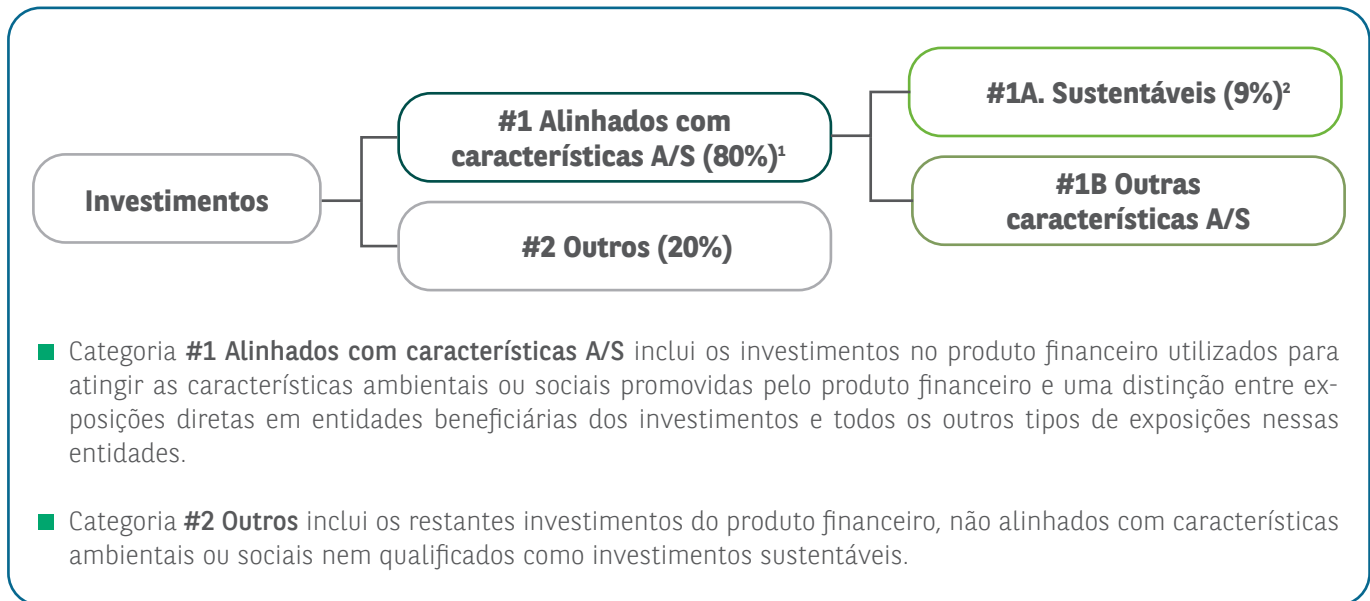 #1A. Sustentáveis (9%)²
#1 Alinhados com
características A/S (80%)¹
#1B Outras
características A/S
Investimentos
#2 Outros (20%)
Categoria #1 Alinhados com características A/S inclui os investimentos no produto financeiro utilizados para
atingir as características ambientais ou sociais promovidas pelo produto financeiro e uma distinção entre ex-
posições diretas em entidades beneficiárias dos investimentos e todos os outros tipos de exposições nessas
entidades.
Categoria #2 Outros inclui os restantes investimentos do produto financeiro, não alinhados com características
ambientais ou sociais nem qualificados como investimentos sustentáveis.